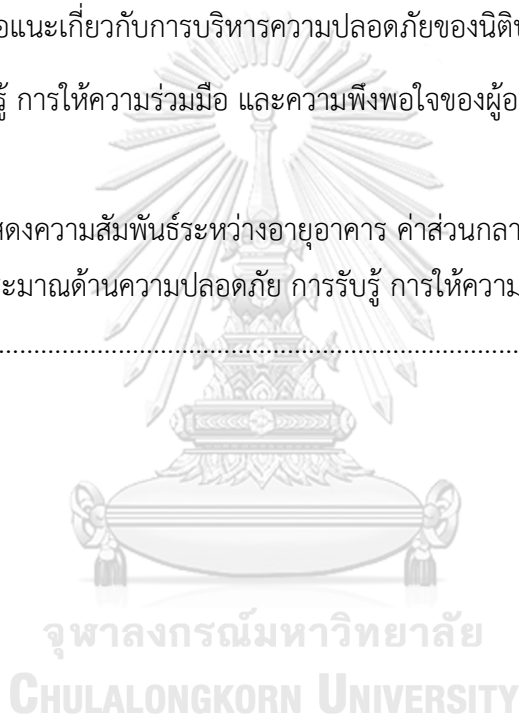 อแนะเกี่ยวกับการบริหารความปลอดภัยของนิติบ
รู้ การให้ความร่วมมือ และความพึงพอใจของผู้อ
สดงความสัมพันธ์ระหว่างอายุอาคาร ค่าส่วนกลา
ระมาณด้านความปลอดภัย การรับรู้ การให้ความ
................................................................................
จุฬาลงกรณ์มหาวิทยาลัย
CHULALONGKORN UNIVERSITY